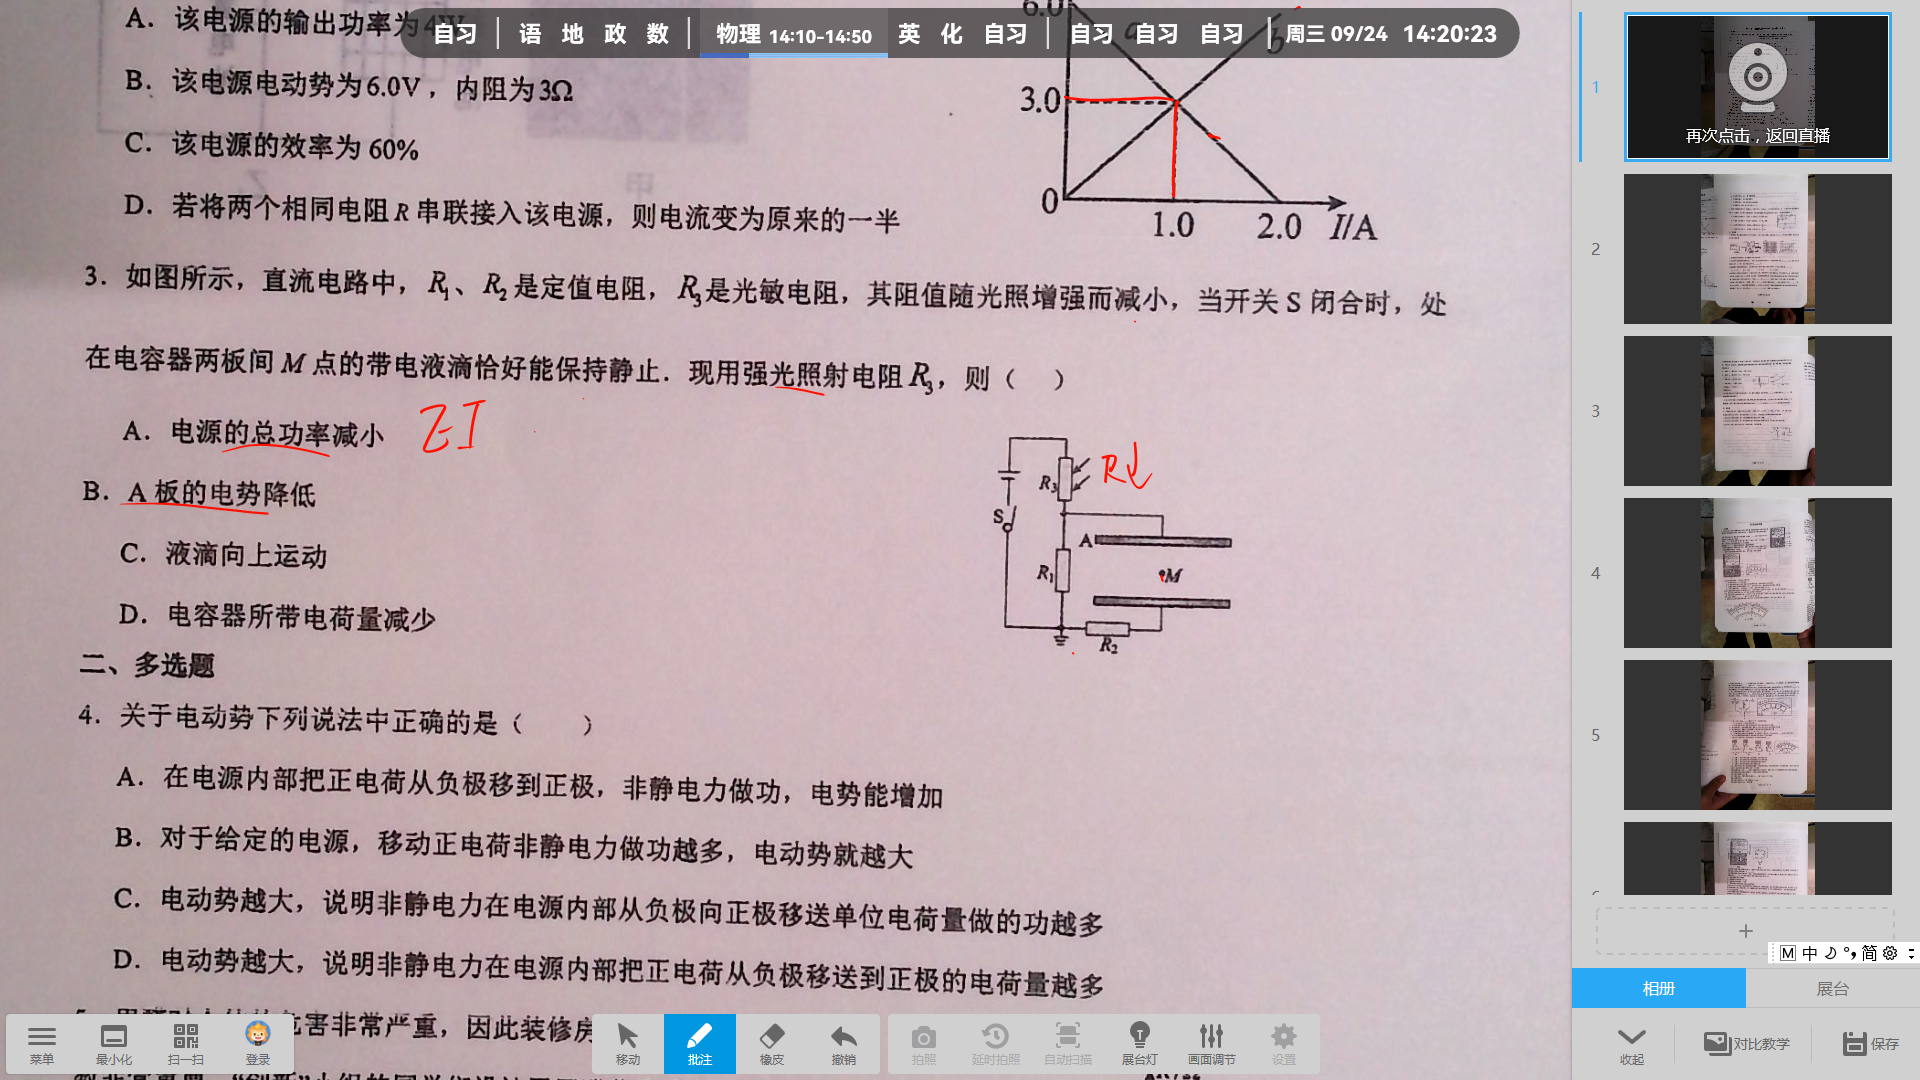 自习 语 地 政 数 物理 14:10-14:50 英 化 自习 自习 自习 自习 周三 09/24 14:20:23
A. 该电源的输出功率为4W
B. 该电源电动势为6.0V，内阻为3Ω
C. 该电源的效率为 60%
D. 若将两个相同电阻R串联接入该电源，则电流变为原来的一半
6.0
a
b
3.0
0
1.0
2.0
I/A
3. 如图所示，直流电路中，R₁、R₂是定值电阻，R₃是光敏电阻，其阻值随光照增强而减小，当开关 S 闭合时，处
在电容器两板间 M 点的带电液滴恰好能保持静止．现用强光照射电阻R₃，则（ ）
A. 电源的总功率减小
EI
B. A 板的电势降低
C. 液滴向上运动
D. 电容器所带电荷量减少
R₃
R↓
S
A
R₁
M
R₂
二、多选题
4. 关于电动势下列说法中正确的是（ ）
A. 在电源内部把正电荷从负极移到正极，非静电力做功，电势能增加
B. 对于给定的电源，移动正电荷非静电力做功越多，电动势就越大
C. 电动势越大，说明非静电力在电源内部从负极向正极移送单位电荷量做的功越多
D. 电动势越大，说明非静电力在电源内部把正电荷从负极移送到正极的电荷量越多
危害非常严重，因此装修房
菜单
最小化
扫一扫
登录
移动
批注
橡皮
撤销
拍照
延时拍照
自动扫描
展台灯
画面调节
设置
1
再次点击，返回直播
2
3
4
5
+
M 中 简
相册
展台
收起
对比教学
保存